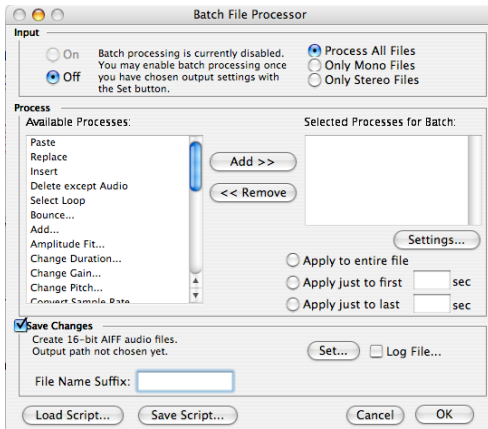 Batch File Processor
Input
On
Off
Batch processing is currently disabled.
You may enable batch processing once
you have chosen output settings with
the Set button.
Process All Files
Only Mono Files
Only Stereo Files
Process
Available Processes:
Paste
Replace
Insert
Delete except Audio
Select Loop
Bounce...
Add...
Amplitude Fit...
Change Duration...
Change Gain...
Change Pitch...
Convert Sample Rate
Add >>
<< Remove
Selected Processes for Batch:
Settings...
Apply to entire file
Apply just to first
sec
Apply just to last
sec
Save Changes
Create 16-bit AIFF audio files.
Output path not chosen yet.
Set...
Log File...
File Name Suffix:
Load Script...
Save Script...
Cancel
OK